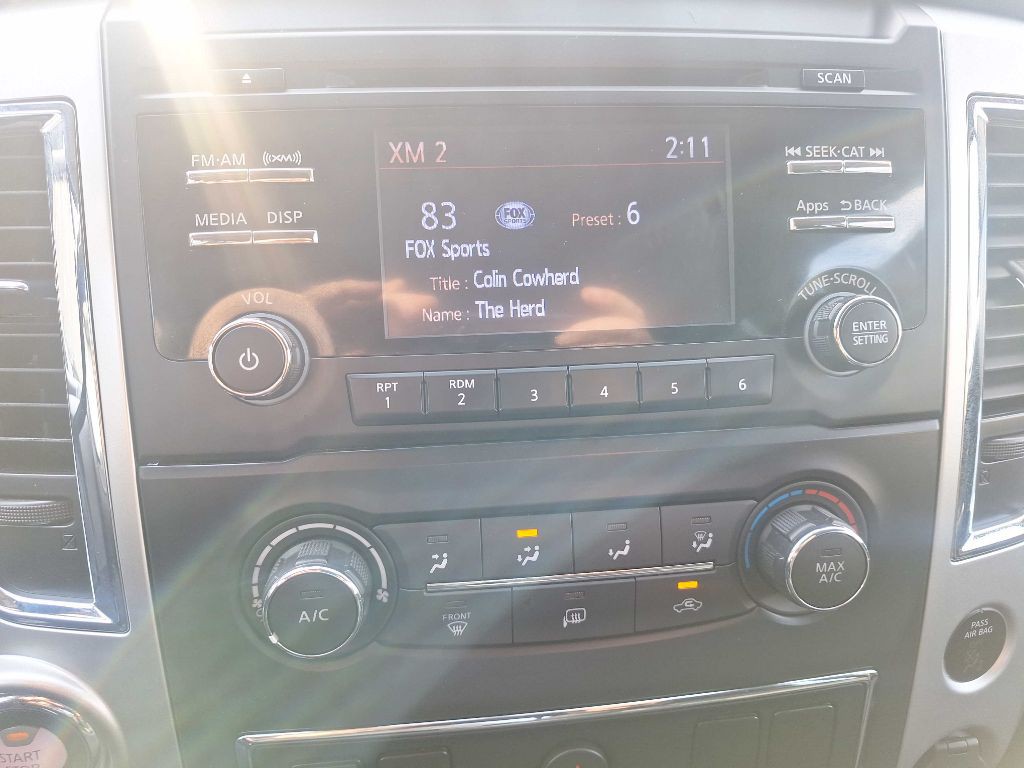 SCAN
FM·AM ((XM))
XM 2 2:11
SEEK·CAT
MEDIA DISP
83 FOX SPORTS Preset : 6
Apps BACK
FOX Sports
Title : Colin Cowherd
Name : The Herd
VOL
TUNE·SCROLL
ENTER
SETTING
RPT
1
RDM
2
3
4
5
6
A/C
FRONT
MAX
A/C
PASS
AIR BAG
START